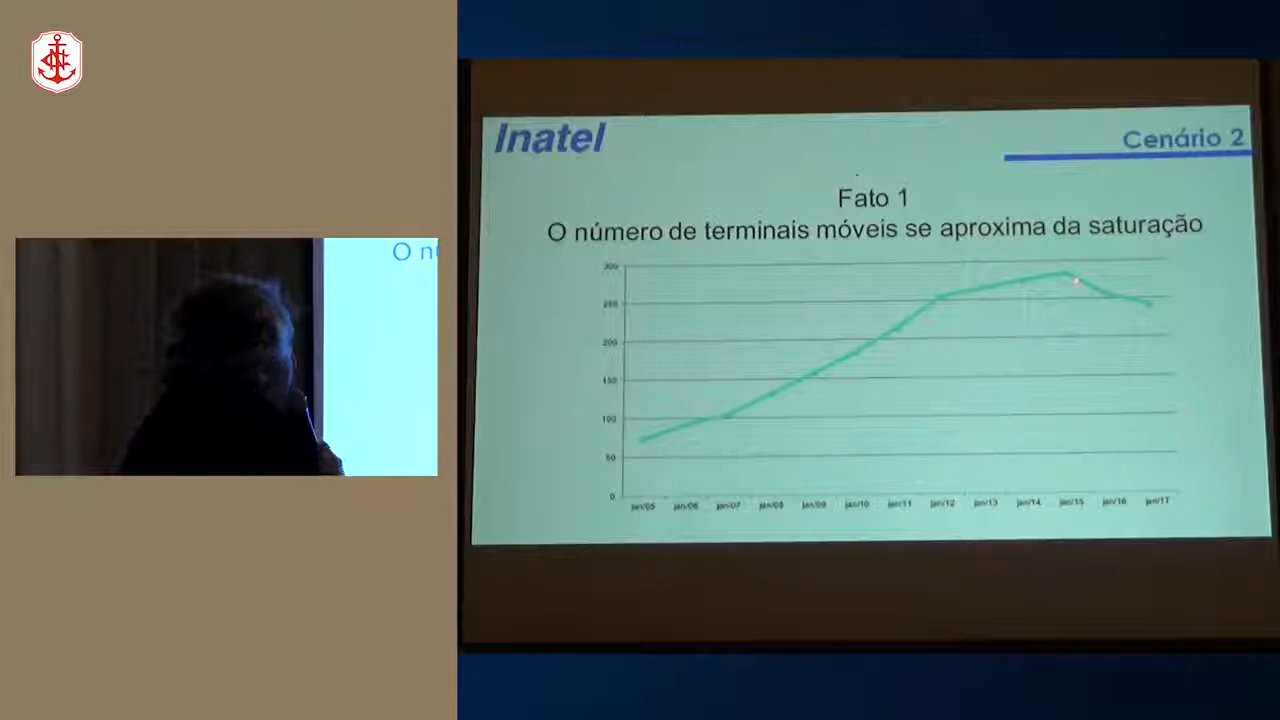 O nú
Inatel
Cenário 2
Fato 1
O número de terminais móveis se aproxima da saturação
300
250
200
150
100
50
0
jan/05 jan/06 jan/07 jan/08 jan/09 jan/10 jan/11 jan/12 jan/13 jan/14 jan/15 jan/16 jan/17